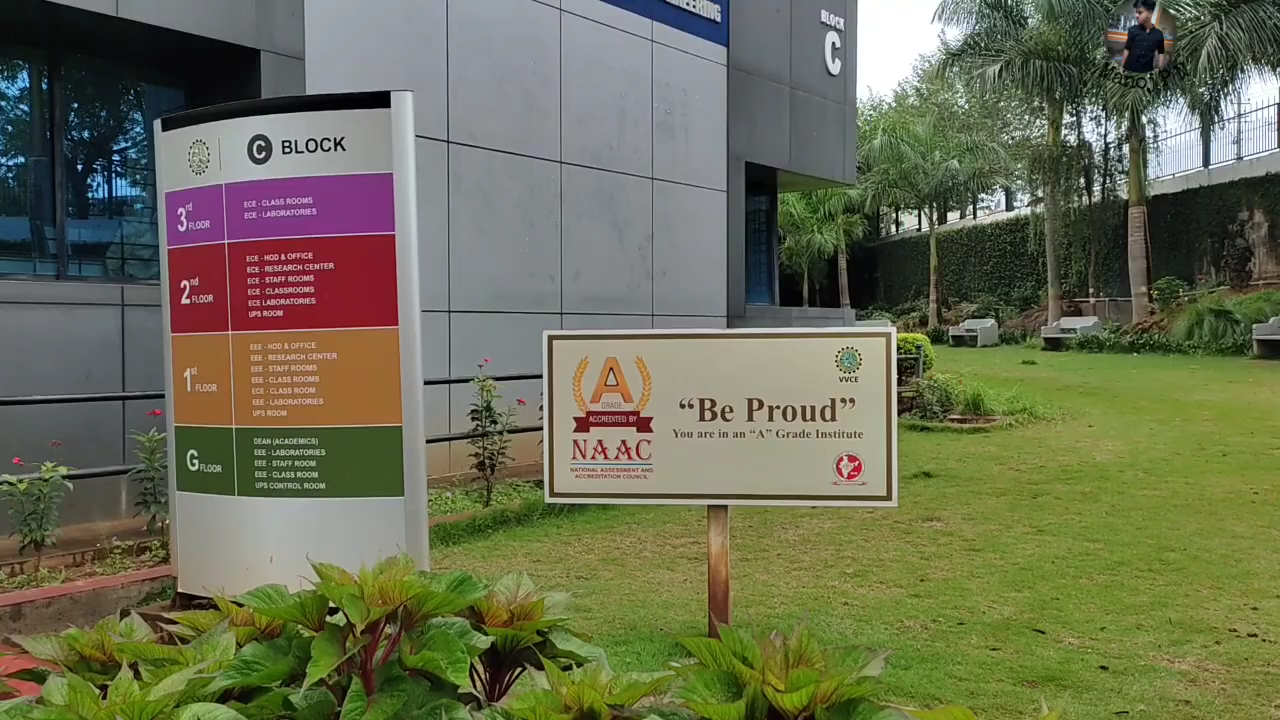 BLOCK
C
C BLOCK
3rd FLOOR
ECE - CLASS ROOMS
ECE - LABORATORIES
2nd FLOOR
ECE - HOD & OFFICE
ECE - RESEARCH CENTER
ECE - STAFF ROOMS
ECE - CLASSROOMS
ECE LABORATORIES
UPS ROOM
1st FLOOR
EEE - HOD & OFFICE
EEE - RESEARCH CENTER
EEE - STAFF ROOMS
EEE - CLASS ROOMS
ECE - CLASS ROOM
EEE - LABORATORIES
UPS ROOM
G FLOOR
DEAN (ACADEMICS)
EEE - LABORATORIES
EEE - STAFF ROOM
EEE - CLASS ROOM
UPS CONTROL ROOM
A
GRADE
ACCREDITED BY
NAAC
NATIONAL ASSESSMENT AND
ACCREDITATION COUNCIL
VVCE
“Be Proud”
You are in an “A” Grade Institute